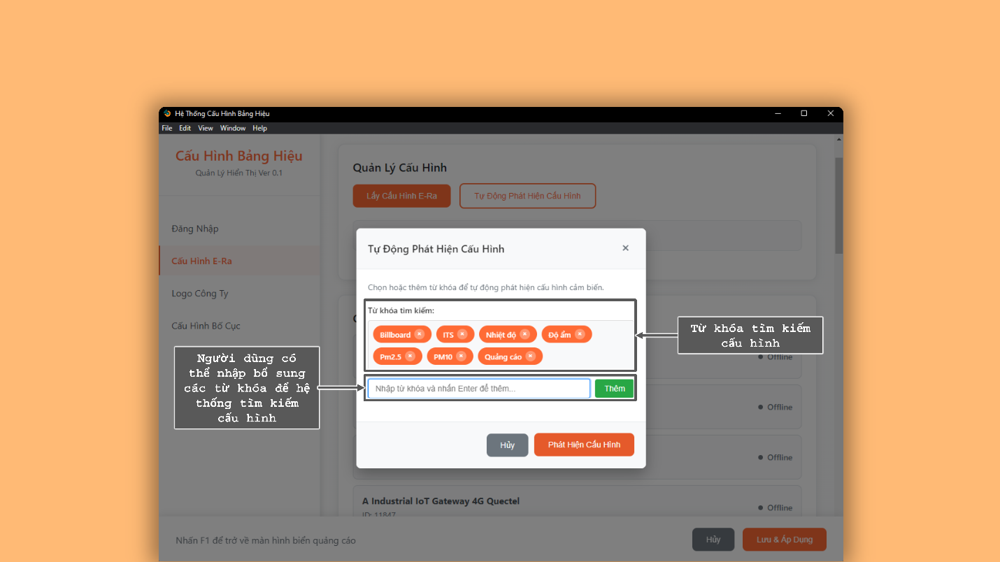 Hệ Thống Cấu Hình Bảng Hiệu
File Edit View Window Help
Cấu Hình Bảng Hiệu
Quản Lý Hiển Thị Ver 0.1
Đăng Nhập
Cấu Hình E-Ra
Logo Công Ty
Cấu Hình Bố Cục
Quản Lý Cấu Hình
Lấy Cấu Hình E-Ra
Tự Động Phát Hiện Cấu Hình
Tự Động Phát Hiện Cấu Hình
Chọn hoặc thêm từ khóa để tự động phát hiện cấu hình cảm biến.
Từ khóa tìm kiếm:
Billboard ITS Nhiệt độ Độ ẩm
Pm2.5 PM10 Quảng cáo
Nhập từ khóa và nhấn Enter để thêm...
Thêm
Hủy
Phát Hiện Cấu Hình
Từ khóa tìm kiếm
cấu hình
Người dùng có
thể nhập bổ sung
các từ khóa để hệ
thống tìm kiếm
cấu hình
Offline
Offline
Offline
A Industrial IoT Gateway 4G Quectel
ID: 11847
Offline
Nhấn F1 để trở về màn hình biển quảng cáo
Hủy
Lưu & Áp Dụng